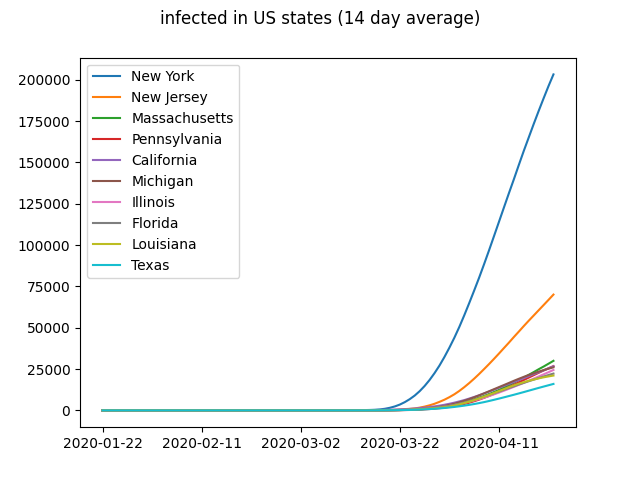 infected in US states (14 day average)
200000
175000
150000
125000
100000
75000
50000
25000
0
New York
New Jersey
Massachusetts
Pennsylvania
California
Michigan
Illinois
Florida
Louisiana
Texas
2020-01-22
2020-02-11
2020-03-02
2020-03-22
2020-04-11